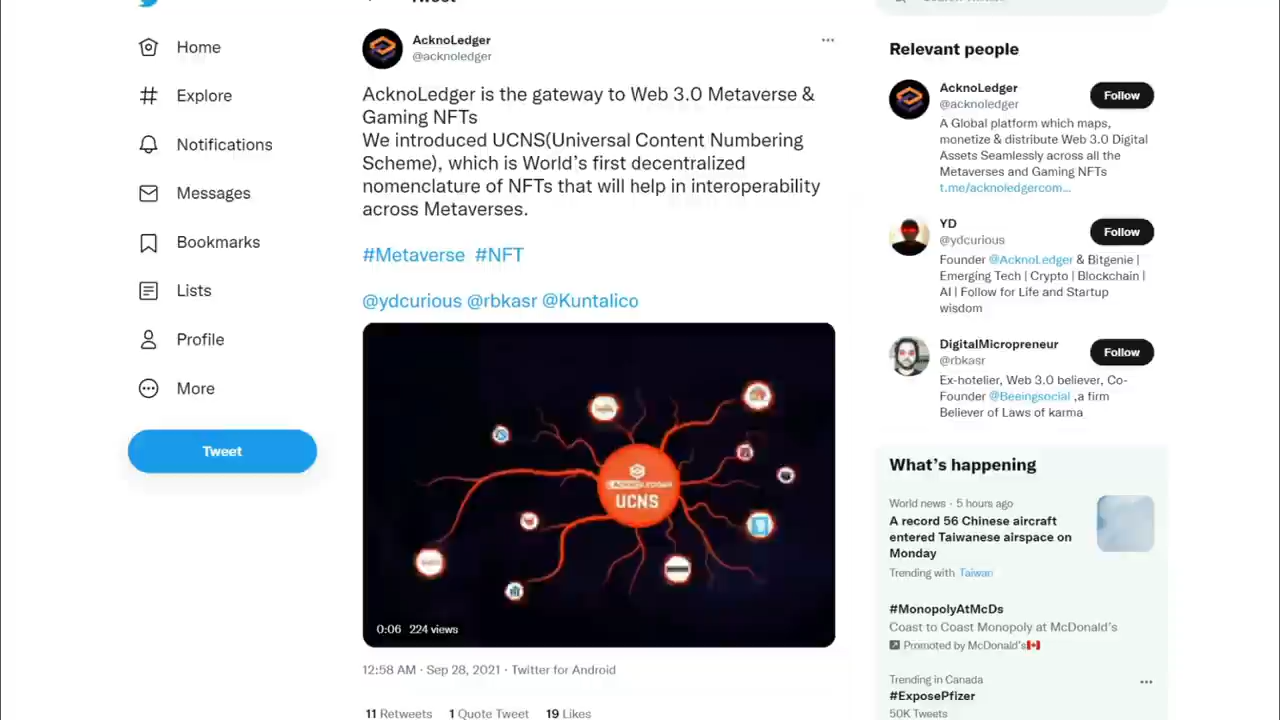 Home
Explore
Notifications
Messages
Bookmarks
Lists
Profile
More
Tweet
Tweet
AcknoLedger
@acknoledger
AcknoLedger is the gateway to Web 3.0 Metaverse &
Gaming NFTs
We introduced UCNS(Universal Content Numbering
Scheme), which is World's first decentralized
nomenclature of NFTs that will help in interoperability
across Metaverses.
#Metaverse #NFT
@ydcurious @rbkasr @Kuntalico
ACKNOLEDGER
UCNS
0:06 224 views
12:58 AM · Sep 28, 2021 · Twitter for Android
11 Retweets 1 Quote Tweet 19 Likes
Relevant people
AcknoLedger
@acknoledger
Follow
A Global platform which maps,
monetize & distribute Web 3.0 Digital
Assets Seamlessly across all the
Metaverses and Gaming NFTs
t.me/acknoledgercom...
YD
@ydcurious
Follow
Founder @AcknoLedger & Bitgenie |
Emerging Tech | Crypto | Blockchain |
AI | Follow for Life and Startup
wisdom
DigitalMicropreneur
@rbkasr
Follow
Ex-hotelier, Web 3.0 believer, Co-
Founder @Beeingsocial ,a firm
Believer of Laws of karma
What's happening
World news · 5 hours ago
A record 56 Chinese aircraft
entered Taiwanese airspace on
Monday
Trending with Taiwan
#MonopolyAtMcDs
Coast to Coast Monopoly at McDonald's
Promoted by McDonald's🇨🇦
Trending in Canada
#ExposePfizer
50K Tweets